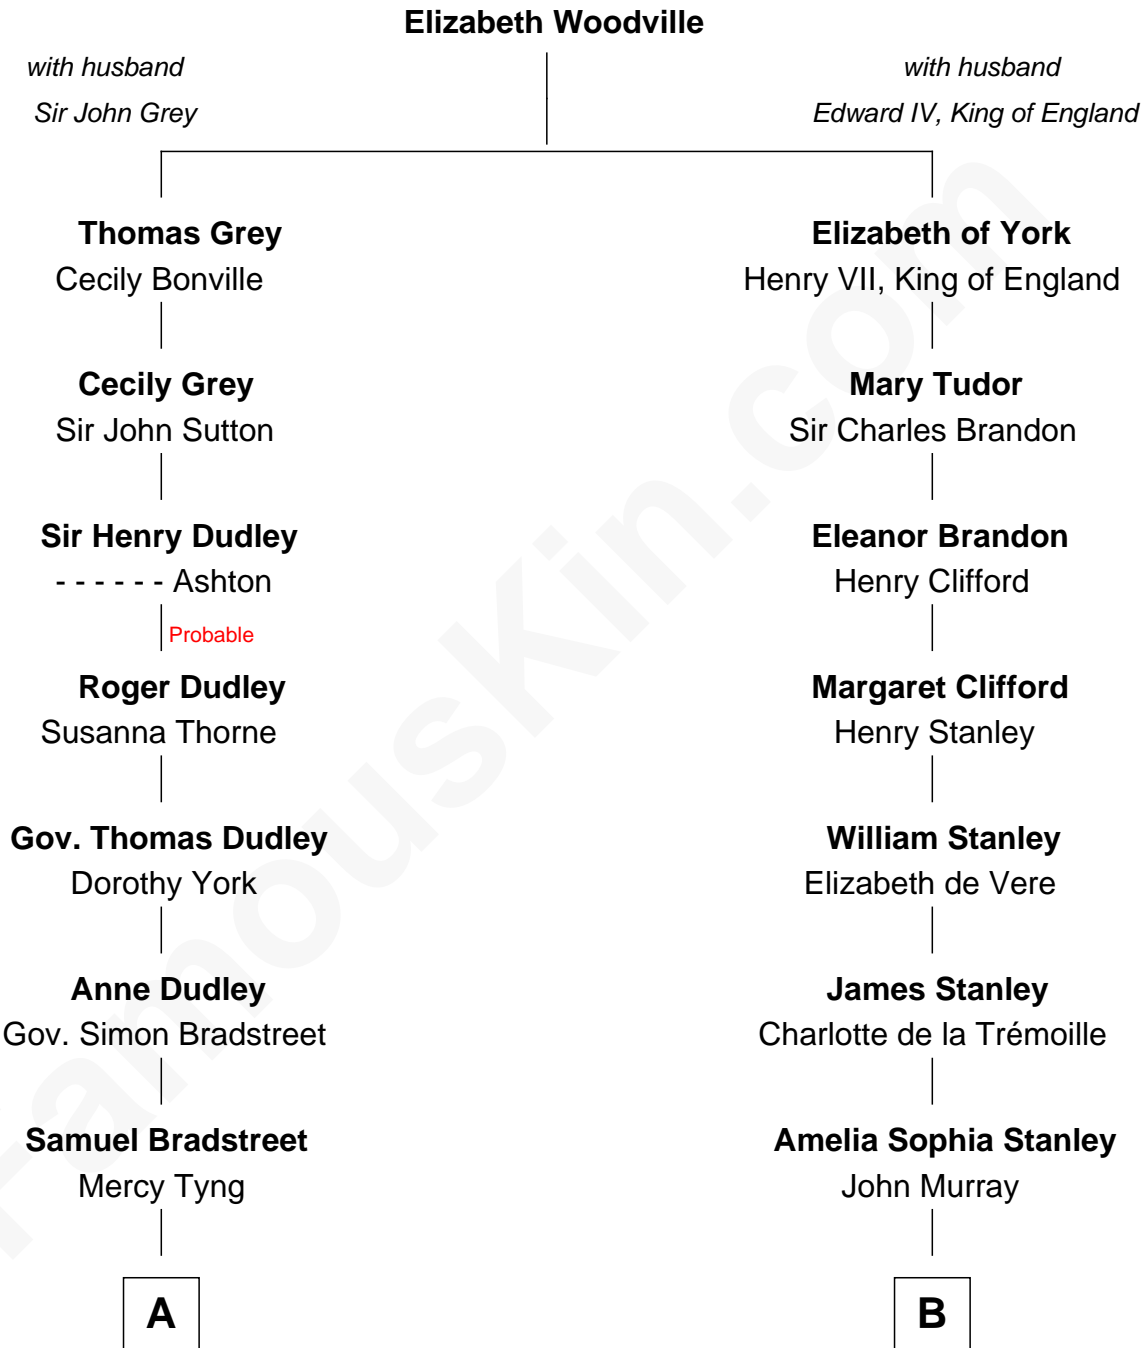 Elizabeth Woodville
with husband
Sir John Grey
with husband
Edward IV, King of England
Thomas Grey
Cecily Bonville
Elizabeth of York
Henry VII, King of England
Cecily Grey
Sir John Sutton
Mary Tudor
Sir Charles Brandon
Sir Henry Dudley
- - - - - - Ashton
Eleanor Brandon
Henry Clifford
Probable
Roger Dudley
Susanna Thorne
Margaret Clifford
Henry Stanley
Gov. Thomas Dudley
Dorothy York
William Stanley
Elizabeth de Vere
Anne Dudley
Gov. Simon Bradstreet
James Stanley
Charlotte de la Trémoille
Samuel Bradstreet
Mercy Tyng
Amelia Sophia Stanley
John Murray
A
B
FamousKin.com